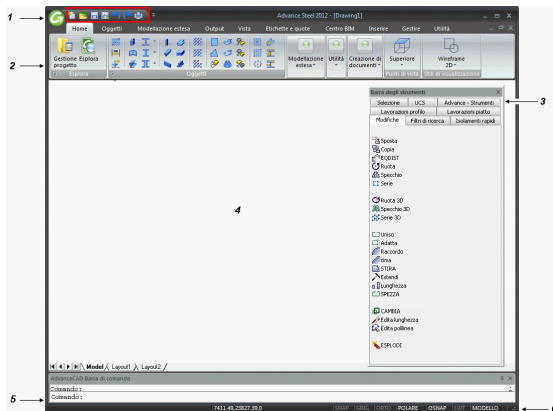 1
Advance Steel 2012 - [Drawing1]
Home Oggetti Modellazione estesa Output Vista Etichette e quote Centro BIM Inserire Gestire Utilità
2
Gestione progetto
Esplora
Modellazione estesa
Utilità
Creazione di documenti
Superiore
Wireframe 2D
Esplora
Oggetti
Punti di vista
Stili di visualizzazione
Barra degli strumenti
Selezione UCS Advance - Strumenti
3
Lavorazioni profilo Lavorazioni piatto
Modifiche Filtri di ricerca Isolamenti rapidi
Sposta
Copia
EQDIST
Ruota
Specchio
Serie
Ruota 3D
Specchio 3D
Serie 3D
4
Unisci
Adatta
Raccordo
cima
STIRA
Estendi
Lunghezza
SPEZZA
CAMBIA
Edita lunghezza
Edita polilinea
ESPLODI
Model Layout1 Layout2
AdvanceCAD Barra di comando
Comando:
Comando:
5
7411.49,23827.39,0
SNAP GRIG ORTO POLARE OSNAP LWT MODELLO